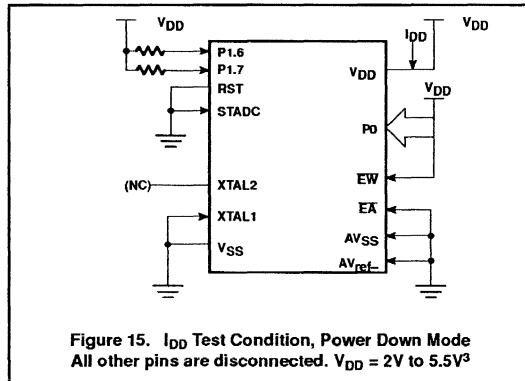 VDD IDD VDD
P1.6
P1.7 VDD
RST VDD
STADC P0
(NC) XTAL2 EW
XTAL1 EA
VSS AVSS
AVref–
Figure 15. IDD Test Condition, Power Down Mode
All other pins are disconnected. VDD = 2V to 5.5V³